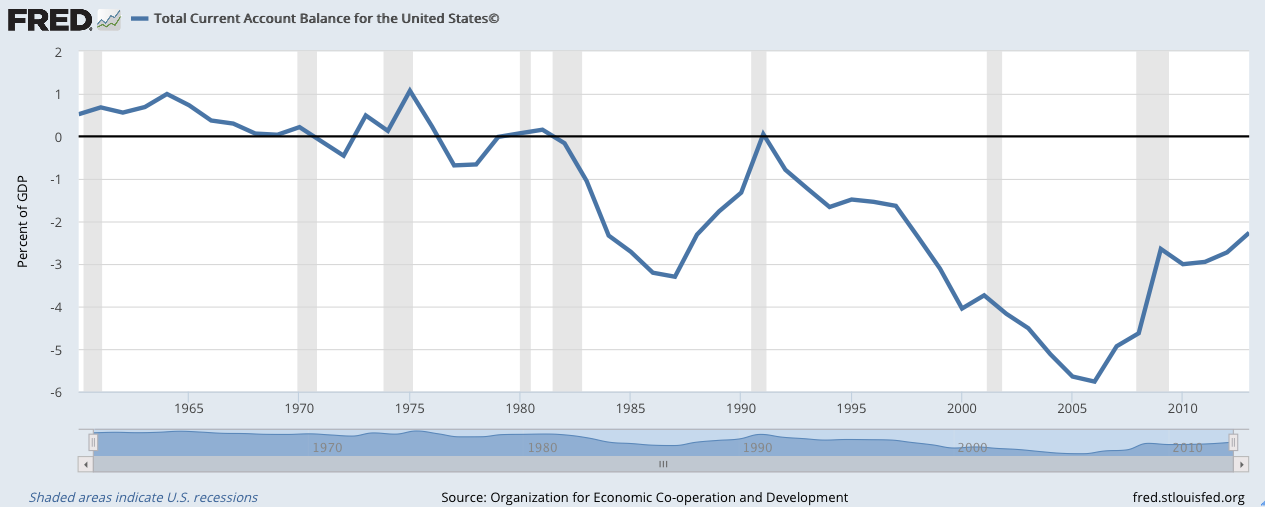 FRED Total Current Account Balance for the United States©
2
1
0
-1
-2
-3
-4
-5
-6
Percent of GDP
1965 1970 1975 1980 1985 1990 1995 2000 2005 2010
1970 1980 1990 2000 2010
Shaded areas indicate U.S. recessions Source: Organization for Economic Co-operation and Development fred.stlouisfed.org